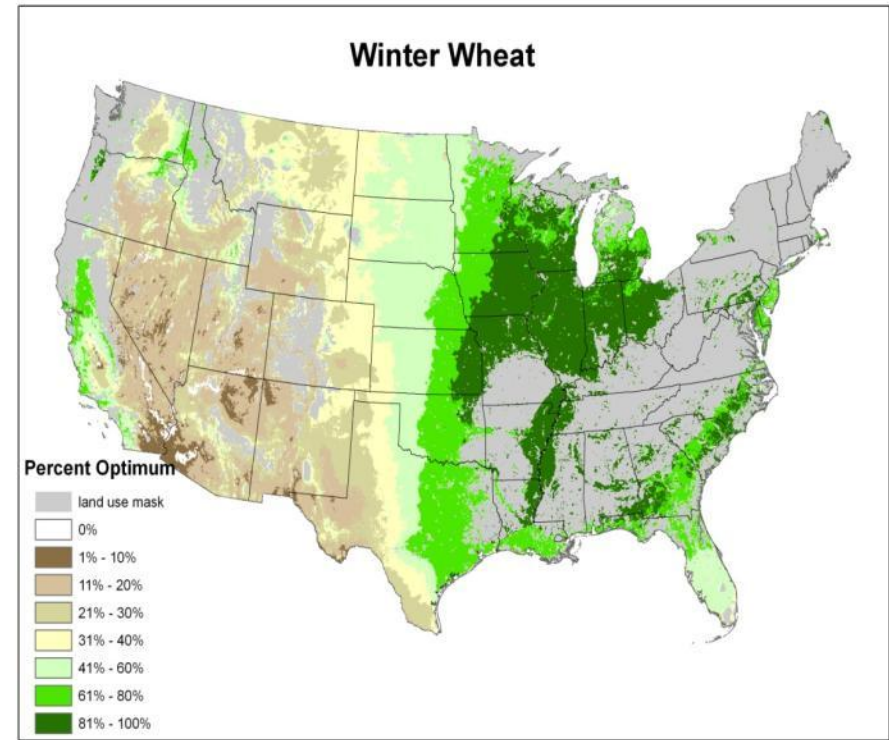 Winter Wheat
Percent Optimum
land use mask
0%
1% - 10%
11% - 20%
21% - 30%
31% - 40%
41% - 60%
61% - 80%
81% - 100%